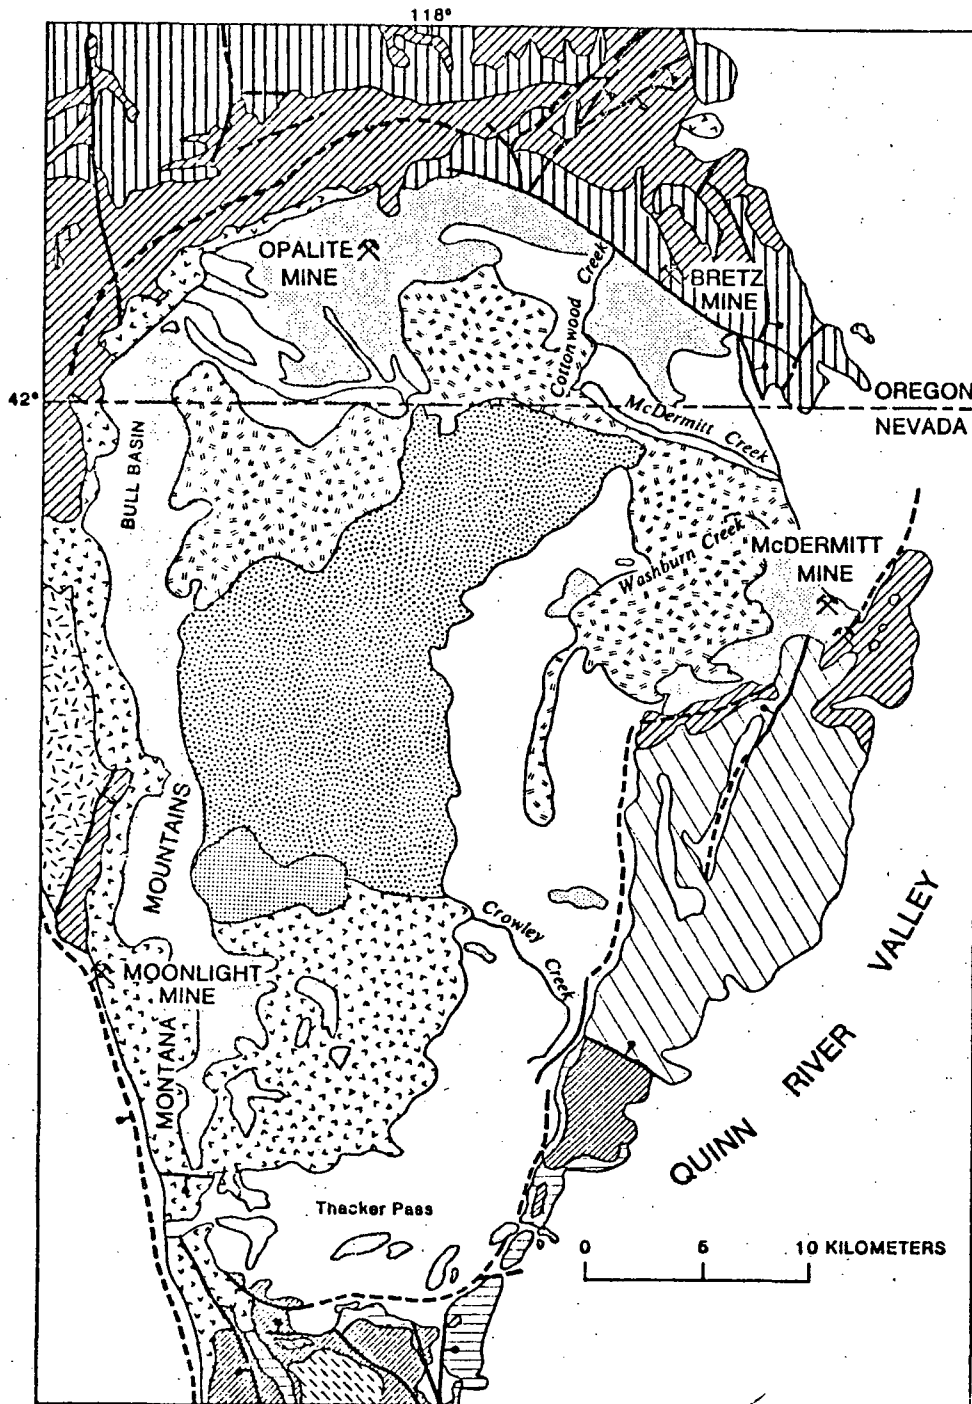 118°
OPALITE
MINE
Cottonwood Creek
BRETZ
MINE
42°
OREGON
NEVADA
McDermitt Creek
BULL BASIN
Washburn Creek
McDERMITT
MINE
MONTANA MOUNTAINS
Crowley Creek
MOONLIGHT
MINE
QUINN RIVER VALLEY
Thacker Pass
0 5 10 KILOMETERS